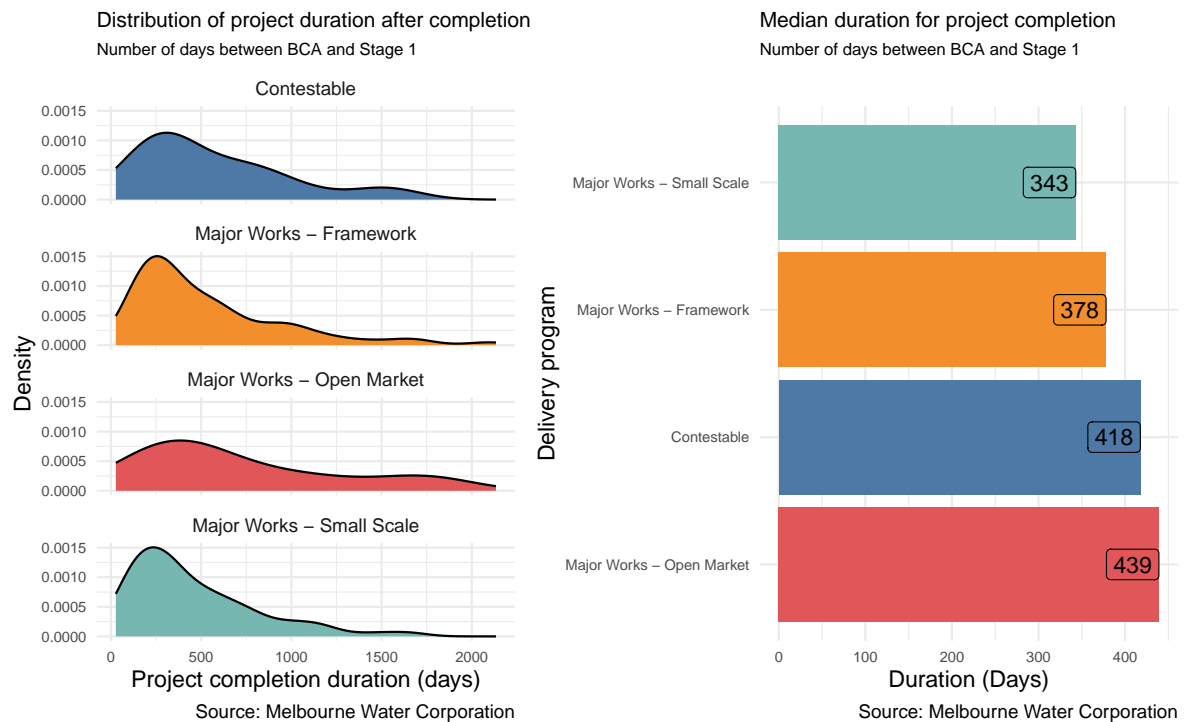 Distribution of project duration after completion
Number of days between BCA and Stage 1
Contestable
0.0015
0.0010
0.0005
0.0000
Major Works − Framework
0.0015
0.0010
0.0005
0.0000
Major Works − Open Market
0.0015
0.0010
0.0005
0.0000
Major Works − Small Scale
0.0015
0.0010
0.0005
0.0000
Density
0 500 1000 1500 2000
Project completion duration (days)
Source: Melbourne Water Corporation
Median duration for project completion
Number of days between BCA and Stage 1
Delivery program
Major Works − Small Scale 343
Major Works − Framework 378
Contestable 418
Major Works − Open Market 439
0 100 200 300 400
Duration (Days)
Source: Melbourne Water Corporation